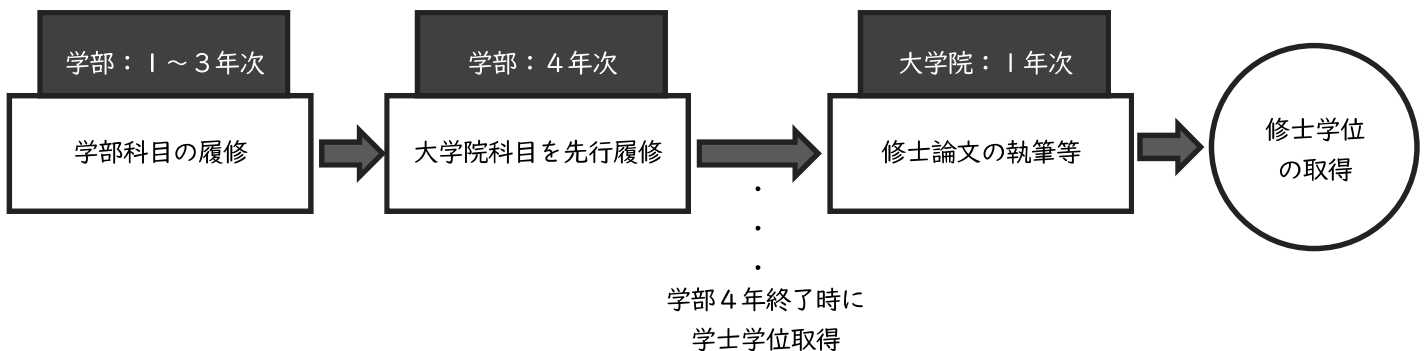 学部：１～３年次
学部科目の履修
学部：４年次
大学院科目を先行履修
大学院：１年次
修士論文の執筆等
修士学位
の取得
・
・
・
学部４年終了時に
学士学位取得